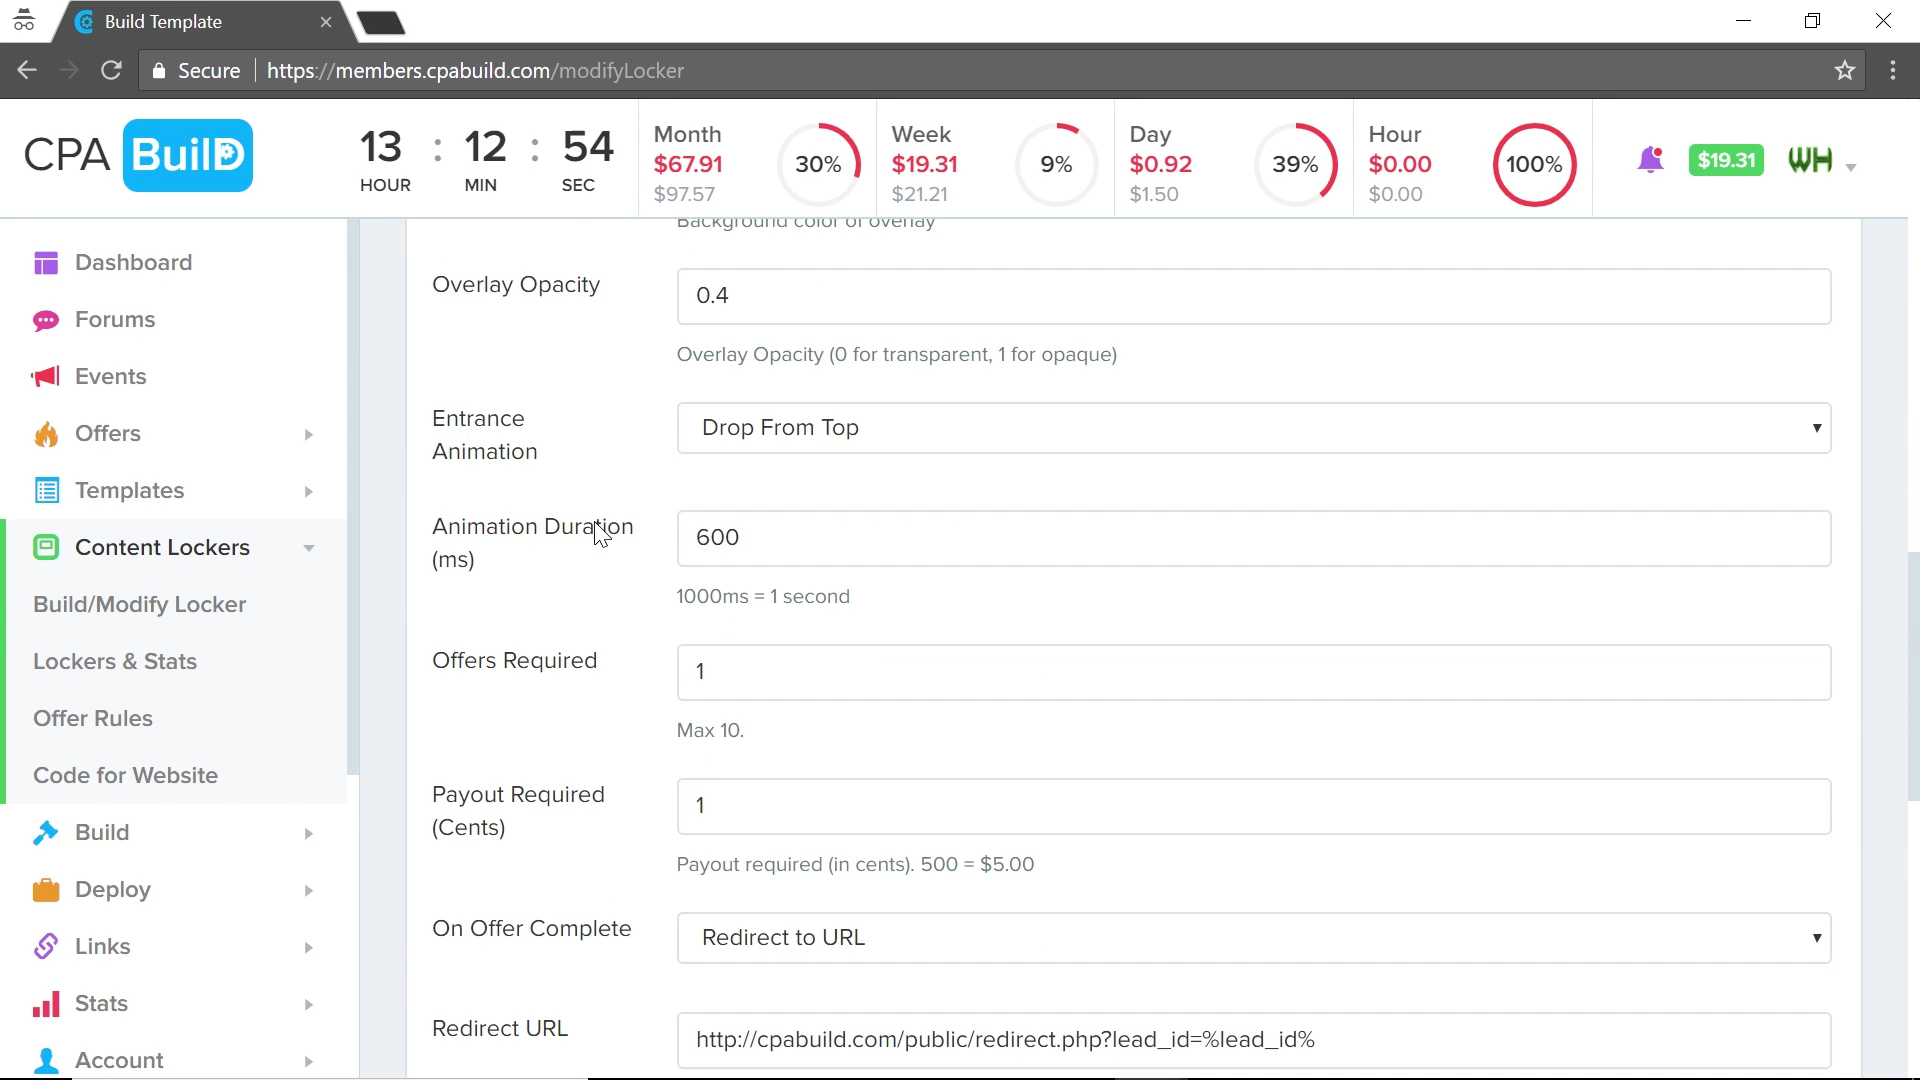 Build Template
Secure https://members.cpabuild.com/modifyLocker
CPA BuilD
13 : 12 : 54
HOUR MIN SEC
Month
$67.91
$97.57
30%
Week
$19.31
$21.21
9%
Day
$0.92
$1.50
39%
Hour
$0.00
$0.00
100%
$19.31
WH
Dashboard
Forums
Events
Offers
Templates
Content Lockers
Build/Modify Locker
Lockers & Stats
Offer Rules
Code for Website
Build
Deploy
Links
Stats
Account
Background color of overlay
Overlay Opacity
0.4
Overlay Opacity (0 for transparent, 1 for opaque)
Entrance
Animation
Drop From Top
Animation Duration
(ms)
600
1000ms = 1 second
Offers Required
1
Max 10.
Payout Required
(Cents)
1
Payout required (in cents). 500 = $5.00
On Offer Complete
Redirect to URL
Redirect URL
http://cpabuild.com/public/redirect.php?lead_id=%lead_id%